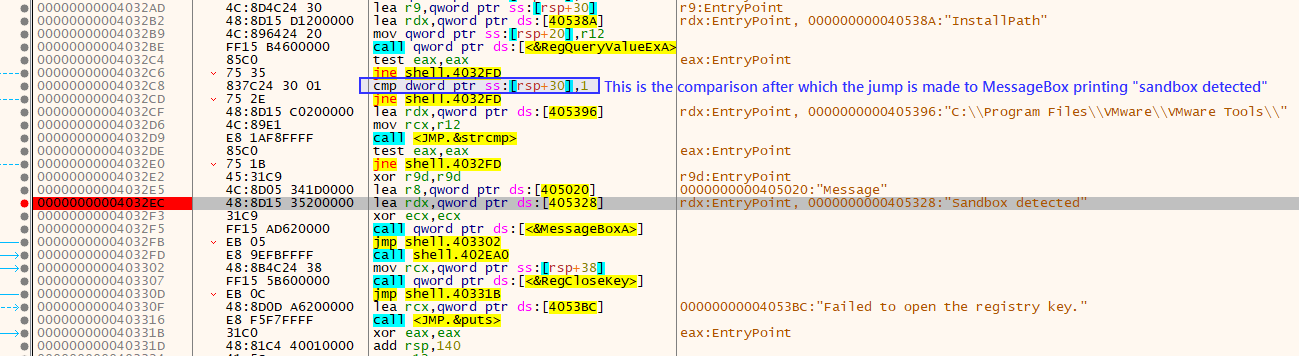 00000000004032AD 4C:8D4C24 30 lea r9,qword ptr ss:[rsp+30] r9:EntryPoint
00000000004032B2 48:8D15 D1200000 lea rdx,qword ptr ds:[40538A] rdx:EntryPoint, 000000000040538A:"InstallPath"
00000000004032B9 4C:896424 20 mov qword ptr ss:[rsp+20],r12
00000000004032BE FF15 B4600000 call qword ptr ds:[<&RegQueryValueExA>]
00000000004032C4 85C0 test eax,eax eax:EntryPoint
00000000004032C6 75 35 jne shell.4032FD
00000000004032C8 837C24 30 01 cmp dword ptr ss:[rsp+30],1 This is the comparison after which the jump is made to MessageBox printing "sandbox detected"
00000000004032CD 75 2E jne shell.4032FD
00000000004032CF 48:8D15 C0200000 lea rdx,qword ptr ds:[405396] rdx:EntryPoint, 0000000000405396:"C:\\Program Files\\VMware\\VMware Tools\\"
00000000004032D6 4C:89E1 mov rcx,r12
00000000004032D9 E8 1AF8FFFF call <JMP.&strcmp>
00000000004032DE 85C0 test eax,eax eax:EntryPoint
00000000004032E0 75 1B jne shell.4032FD
00000000004032E2 45:31C9 xor r9d,r9d r9d:EntryPoint
00000000004032E5 4C:8D05 341D0000 lea r8,qword ptr ds:[405020] 0000000000405020:"Message"
00000000004032EC 48:8D15 35200000 lea rdx,qword ptr ds:[405328] rdx:EntryPoint, 0000000000405328:"Sandbox detected"
00000000004032F3 31C9 xor ecx,ecx
00000000004032F5 FF15 AD620000 call qword ptr ds:[<&MessageBoxA>]
00000000004032FB EB 05 jmp shell.403302
00000000004032FD E8 9EFBFFFF call shell.402EA0
0000000000403302 48:8B4C24 38 mov rcx,qword ptr ss:[rsp+38]
0000000000403307 FF15 5B600000 call qword ptr ds:[<&RegCloseKey>]
000000000040330D EB 0C jmp shell.40331B
000000000040330F 48:8D0D A6200000 lea rcx,qword ptr ds:[4053BC] 00000000004053BC:"Failed to open the registry key."
0000000000403316 E8 F5F7FFFF call <JMP.&puts>
000000000040331B 31C0 xor eax,eax eax:EntryPoint
000000000040331D 48:81C4 40010000 add rsp,140